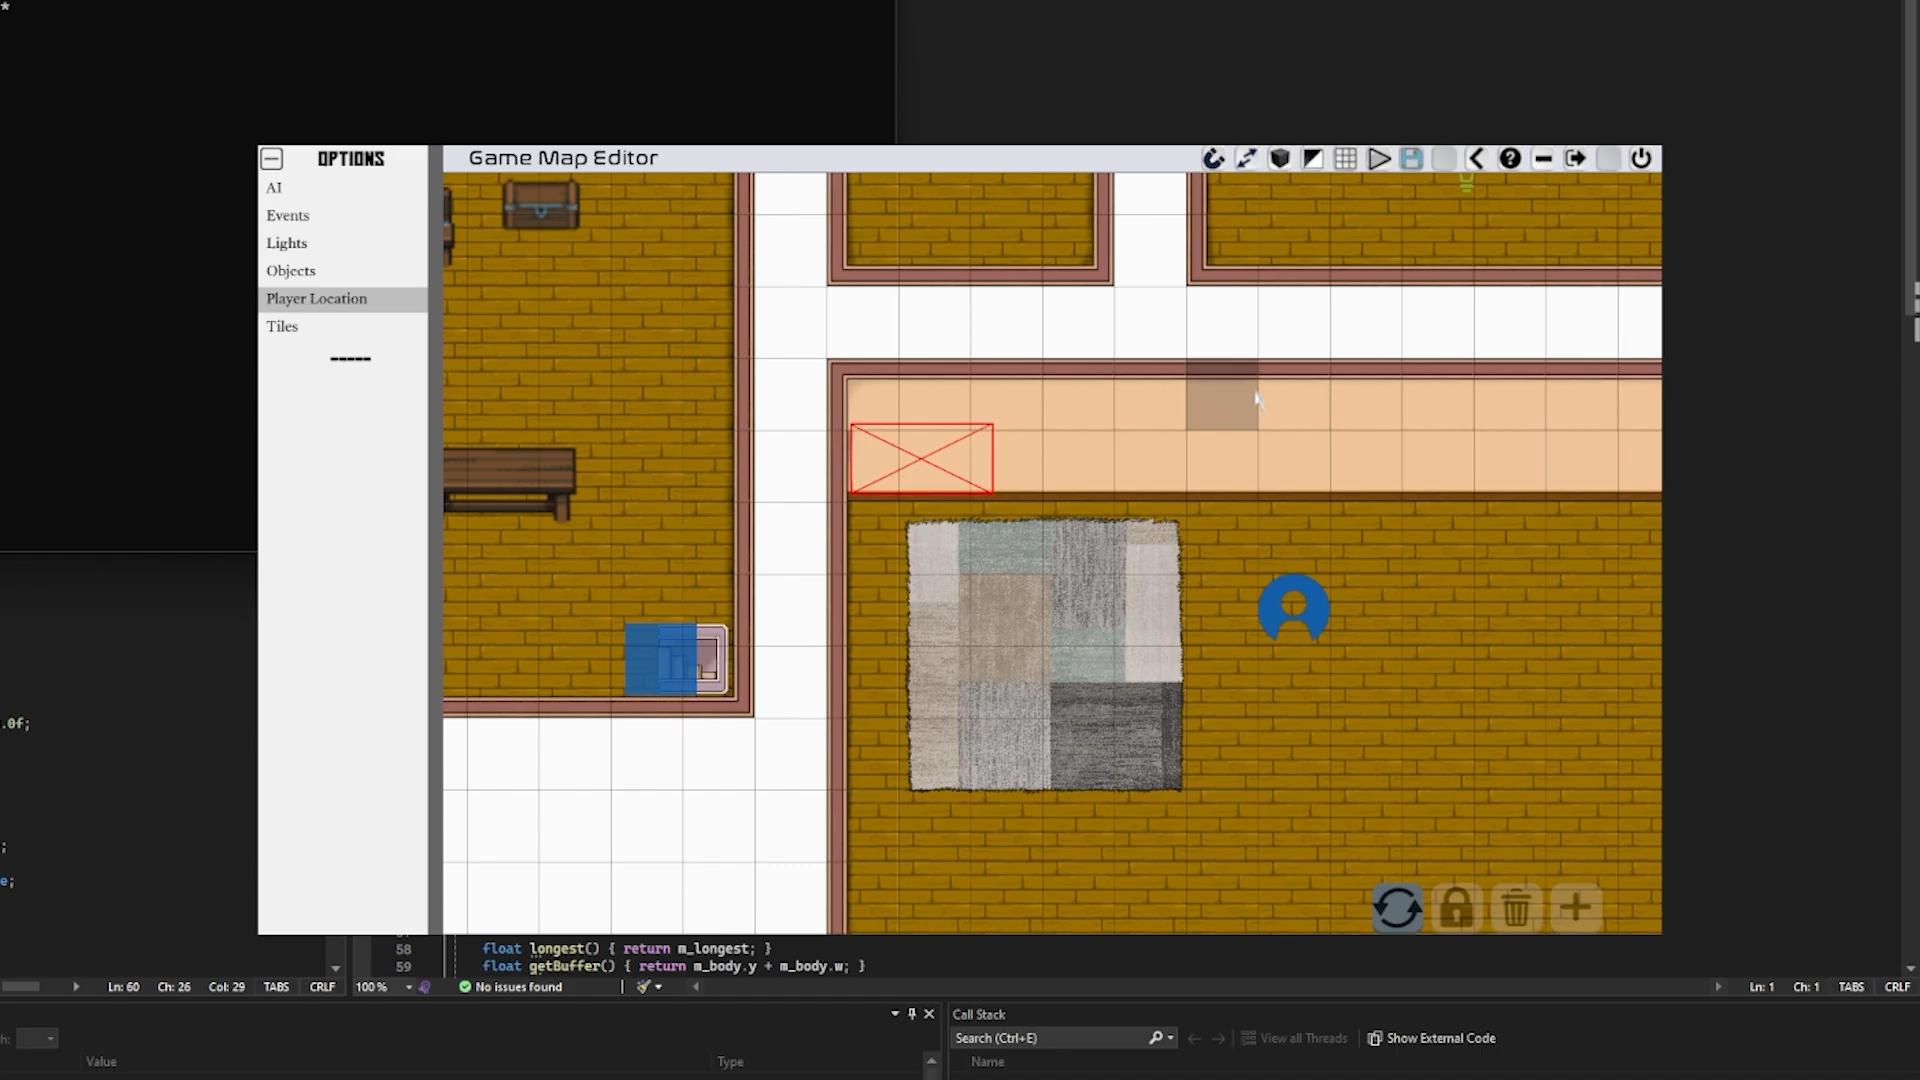 *
OPTIONS
Game Map Editor
AI
Events
Lights
Objects
Player Location
Tiles
.0f;
;
e;
58 float longest() { return m_longest; }
59 float getBuffer() { return m_body.y + m_body.w; }
Ln: 60 Ch: 26 Col: 29 TABS CRLF 100 % No issues found Ln: 1 Ch: 1 TABS CRLF
Call Stack
h: Search (Ctrl+E) View all Threads Show External Code
Value Type Name